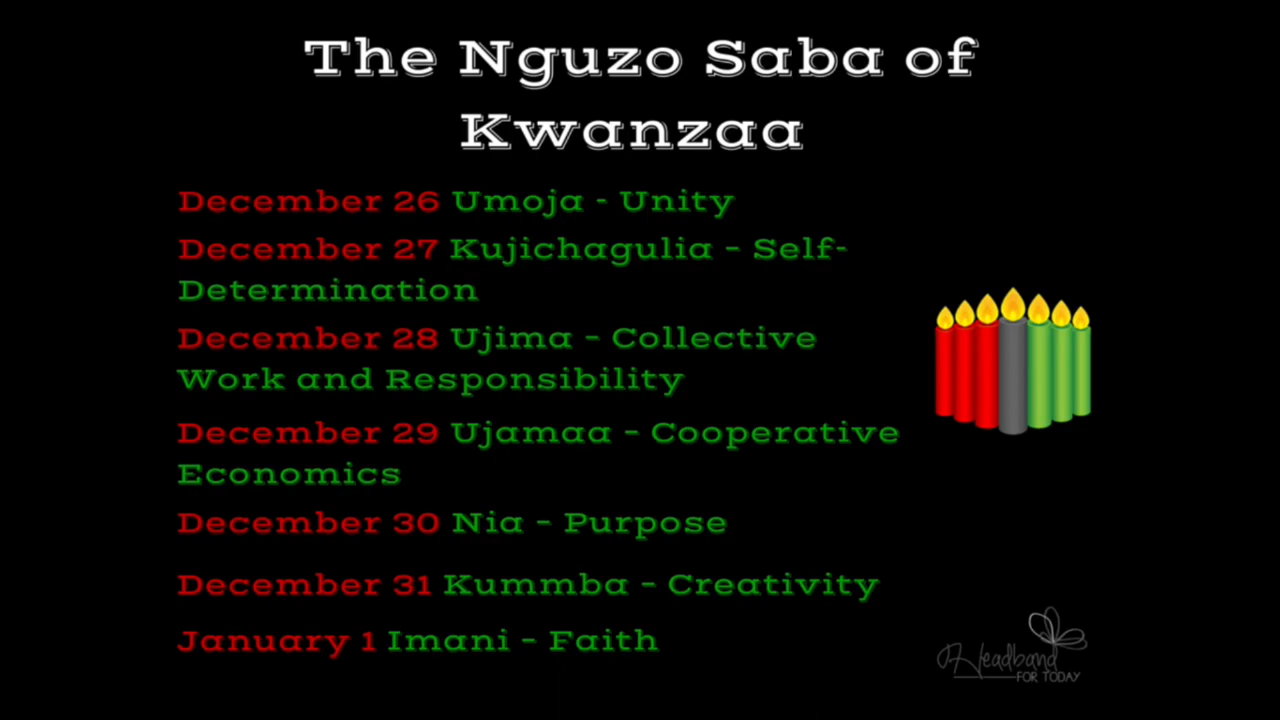 The Nguzo Saba of
Kwanzaa
December 26 Umoja - Unity
December 27 Kujichagulia – Self-
Determination
December 28 Ujima – Collective
Work and Responsibility
December 29 Ujamaa – Cooperative
Economics
December 30 Nia – Purpose
December 31 Kummba – Creativity
January 1 Imani – Faith
Headband
FOR TODAY